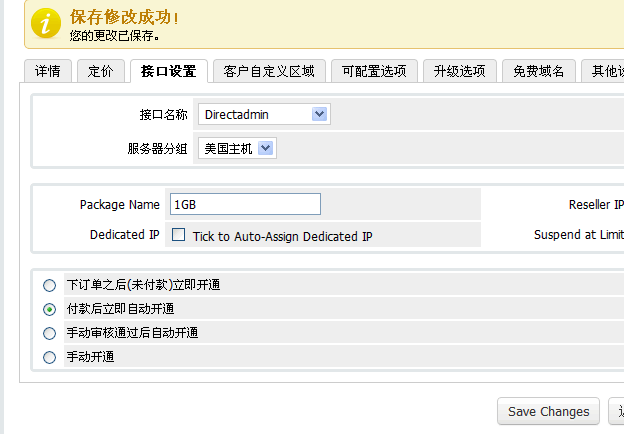 保存修改成功!
您的更改已保存。
详情 定价 接口设置 客户自定义区域 可配置选项 升级选项 免费域名 其他
接口名称 Directadmin
服务器分组 美国主机
Package Name 1GB Reseller IP
Dedicated IP Tick to Auto-Assign Dedicated IP Suspend at Limit
下订单之后(未付款)立即开通
付款后立即自动开通
手动审核通过后自动开通
手动开通
Save Changes